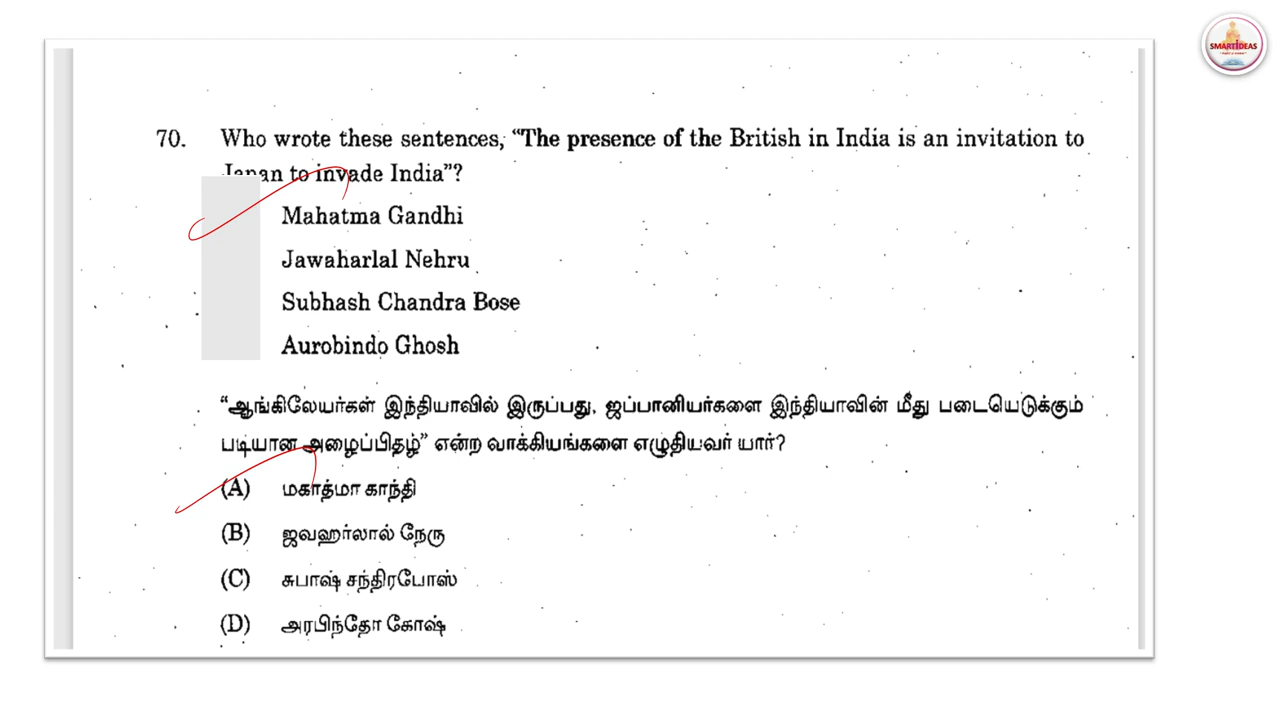 SMARTIDEAS
70. Who wrote these sentences, “The presence of the British in India is an invitation to
Japan to invade India”?
Mahatma Gandhi
Jawaharlal Nehru
Subhash Chandra Bose
Aurobindo Ghosh
“ஆங்கிலேயர்கள் இந்தியாவில் இருப்பது, ஜப்பானியர்களை இந்தியாவின் மீது படையெடுக்கும்
படியான அழைப்பிதழ்” என்ற வாக்கியங்களை எழுதியவர் யார்?
(A) மகாத்மா காந்தி
(B) ஜவஹர்லால் நேரு
(C) சுபாஷ் சந்திரபோஸ்
(D) அரபிந்தோ கோஷ்